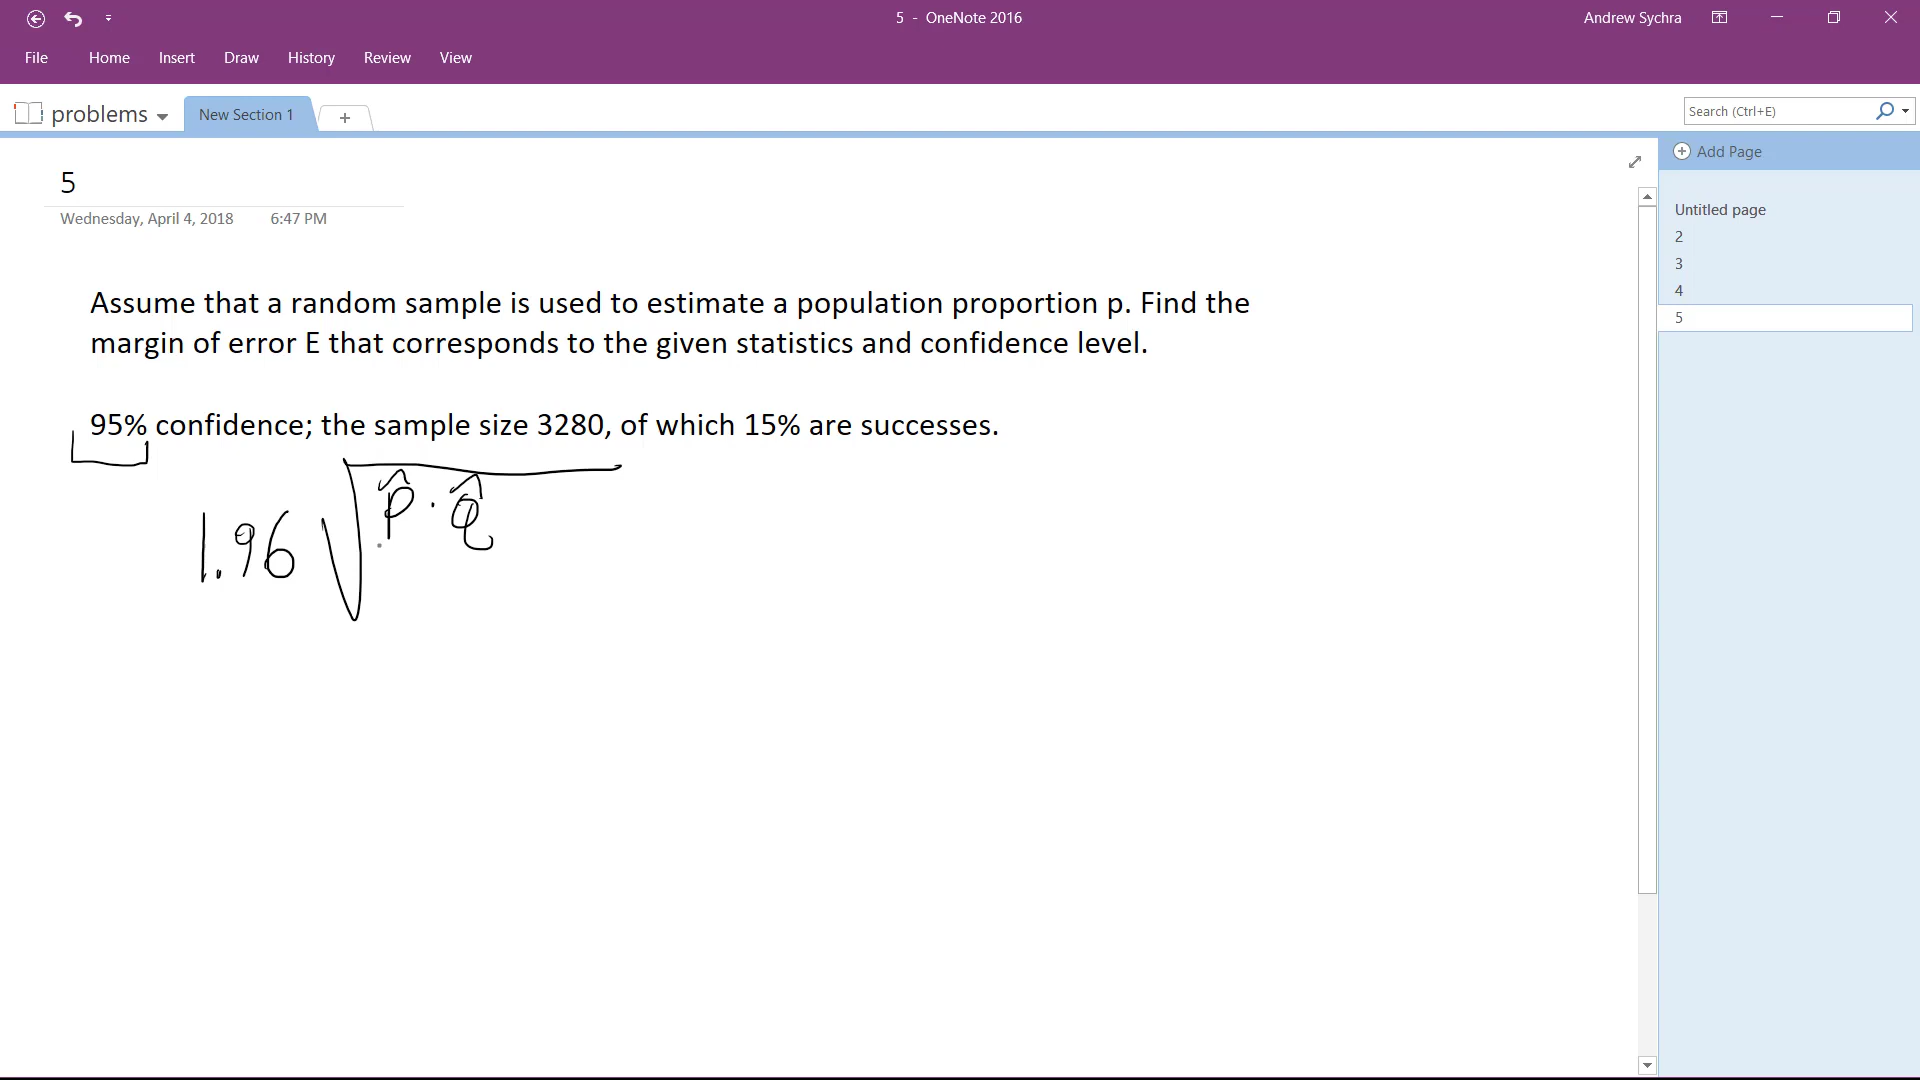 5 - OneNote 2016
Andrew Sychra
File Home Insert Draw History Review View
problems
New Section 1
+
Search (Ctrl+E)
Add Page
5
Wednesday, April 4, 2018 6:47 PM
Untitled page
2
3
4
5
Assume that a random sample is used to estimate a population proportion p. Find the
margin of error E that corresponds to the given statistics and confidence level.
95% confidence; the sample size 3280, of which 15% are successes.
1.96 √ p̂ · q̂